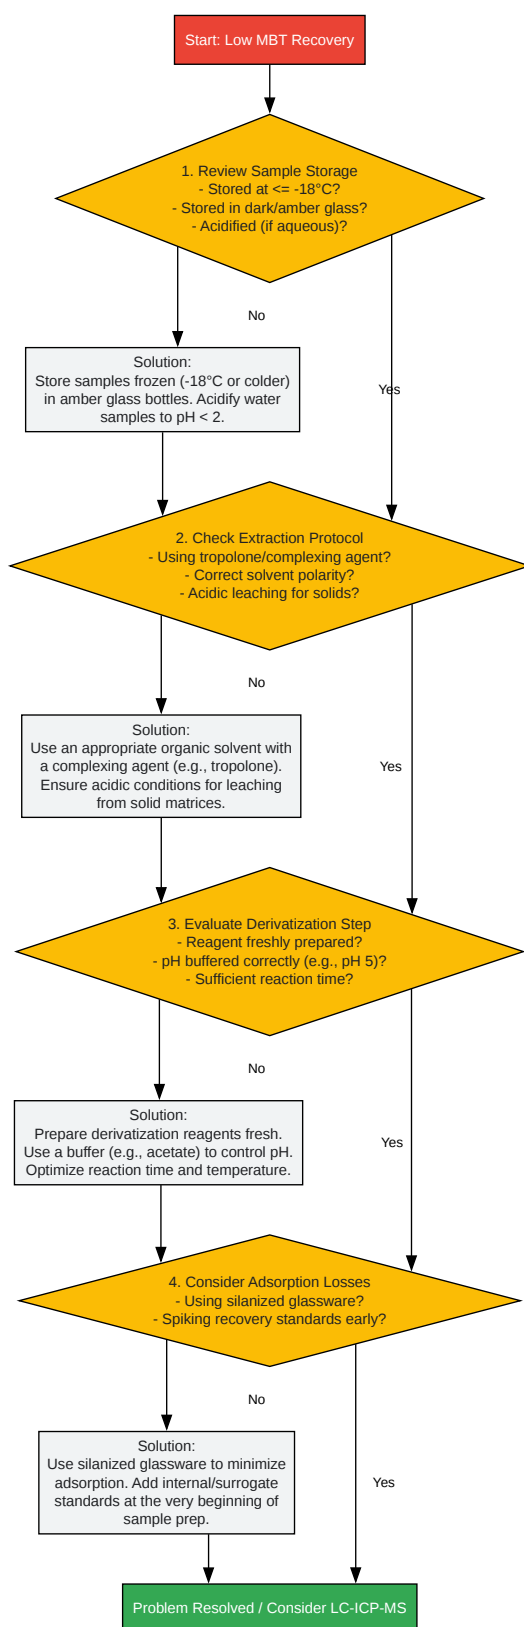 Start: Low MBT Recovery
1. Review Sample Storage
- Stored at <= -18°C?
- Stored in dark/amber glass?
- Acidified (if aqueous)?
No
Solution:
Store samples frozen (-18°C or colder)
in amber glass bottles. Acidify water
samples to pH < 2.
Yes
2. Check Extraction Protocol
- Using tropolone/complexing agent?
- Correct solvent polarity?
- Acidic leaching for solids?
No
Solution:
Use an appropriate organic solvent with
a complexing agent (e.g., tropolone).
Ensure acidic conditions for leaching
from solid matrices.
Yes
3. Evaluate Derivatization Step
- Reagent freshly prepared?
- pH buffered correctly (e.g., pH 5)?
- Sufficient reaction time?
No
Solution:
Prepare derivatization reagents fresh.
Use a buffer (e.g., acetate) to control pH.
Optimize reaction time and temperature.
Yes
4. Consider Adsorption Losses
- Using silanized glassware?
- Spiking recovery standards early?
No
Solution:
Use silanized glassware to minimize
adsorption. Add internal/surrogate
standards at the very beginning of
sample prep.
Yes
Problem Resolved / Consider LC-ICP-MS